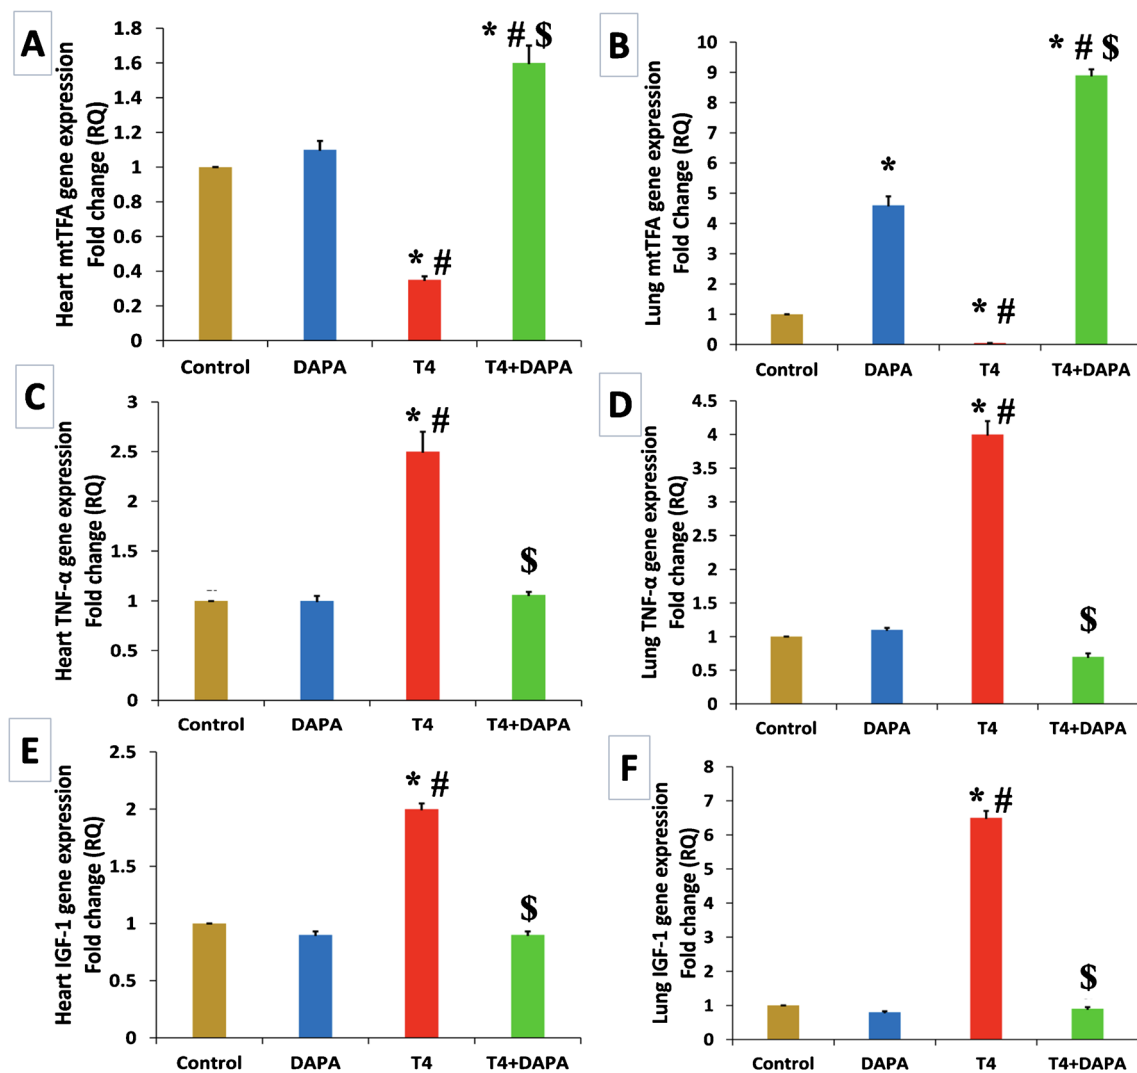 A
Heart mtTFA gene expression
Fold change (RQ)
1.8
1.6
1.4
1.2
1
0.8
0.6
0.4
0.2
0
* #
* # $
Control DAPA T4 T4+DAPA
B
Lung mtTFA gene expression
Fold Change (RQ)
10
9
8
7
6
5
4
3
2
1
0
*
* #
* # $
Control DAPA T4 T4+DAPA
C
Heart TNF-α gene expression
Fold change (RQ)
3
2.5
2
1.5
1
0.5
0
* #
$
Control DAPA T4 T4+DAPA
D
Lung TNF-α gene expression
Fold change (RQ)
4.5
4
3.5
3
2.5
2
1.5
1
0.5
0
* #
$
Control DAPA T4 T4+DAPA
E
Heart IGF-1 gene expression
Fold change (RQ)
2.5
2
1.5
1
0.5
0
* #
$
Control DAPA T4 T4+DAPA
F
Lung IGF-1 gene expression
Fold change (RQ)
8
7
6
5
4
3
2
1
0
* #
$
Control DAPA T4 T4+DAPA